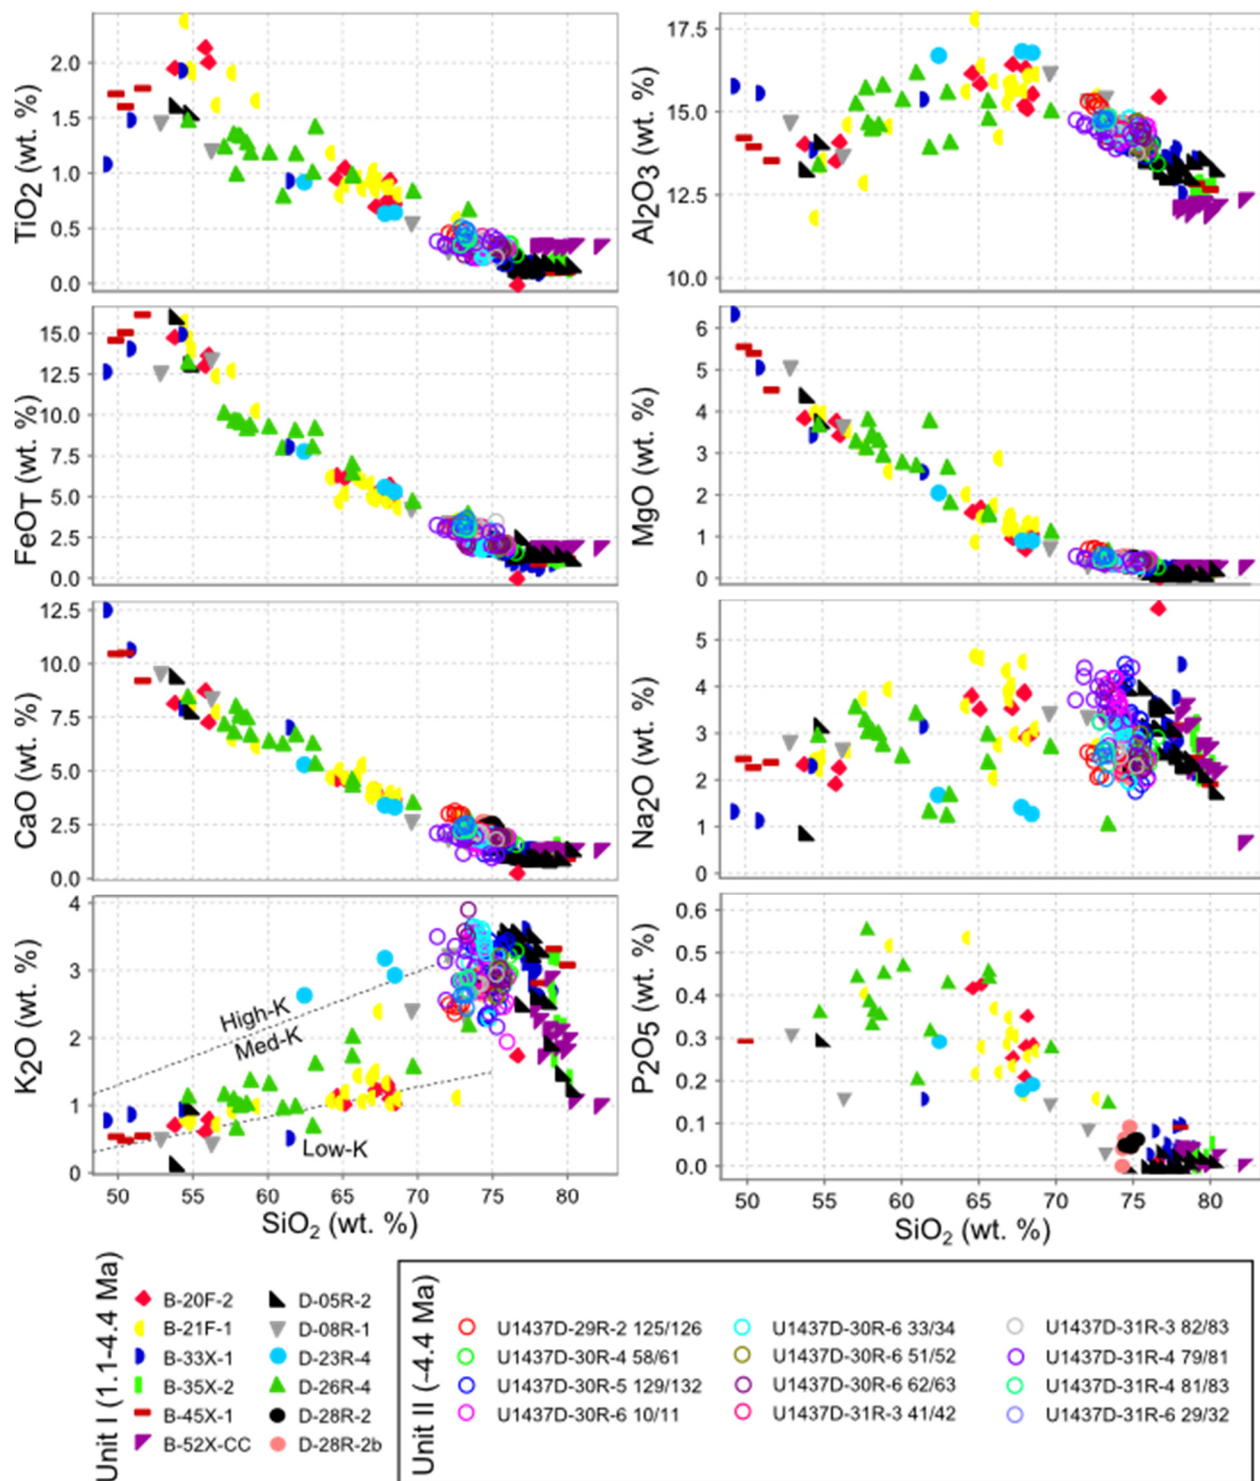 TiO2 (wt. %)
2.0
1.5
1.0
0.5
0.0
Al2O3 (wt. %)
17.5
15.0
12.5
10.0
FeOT (wt. %)
15.0
12.5
10.0
7.5
5.0
2.5
0.0
MgO (wt. %)
6
5
4
3
2
1
0
CaO (wt. %)
12.5
10.0
7.5
5.0
2.5
0.0
Na2O (wt. %)
5
4
3
2
1
0
K2O (wt. %)
4
3
2
1
0
High-K
Med-K
Low-K
50 55 60 65 70 75 80
SiO2 (wt. %)
P2O5 (wt. %)
0.6
0.5
0.4
0.3
0.2
0.1
0.0
50 55 60 65 70 75 80
SiO2 (wt. %)
Unit I (1.1-4.4 Ma)
B-20F-2
B-21F-1
B-33X-1
B-35X-2
B-45X-1
B-52X-CC
D-05R-2
D-08R-1
D-23R-4
D-26R-4
D-28R-2
D-28R-2b
Unit II (~4.4 Ma)
U1437D-29R-2 125/126
U1437D-30R-4 58/61
U1437D-30R-5 129/132
U1437D-30R-6 10/11
U1437D-30R-6 33/34
U1437D-30R-6 51/52
U1437D-30R-6 62/63
U1437D-31R-3 41/42
U1437D-31R-3 82/83
U1437D-31R-4 79/81
U1437D-31R-4 81/83
U1437D-31R-6 29/32